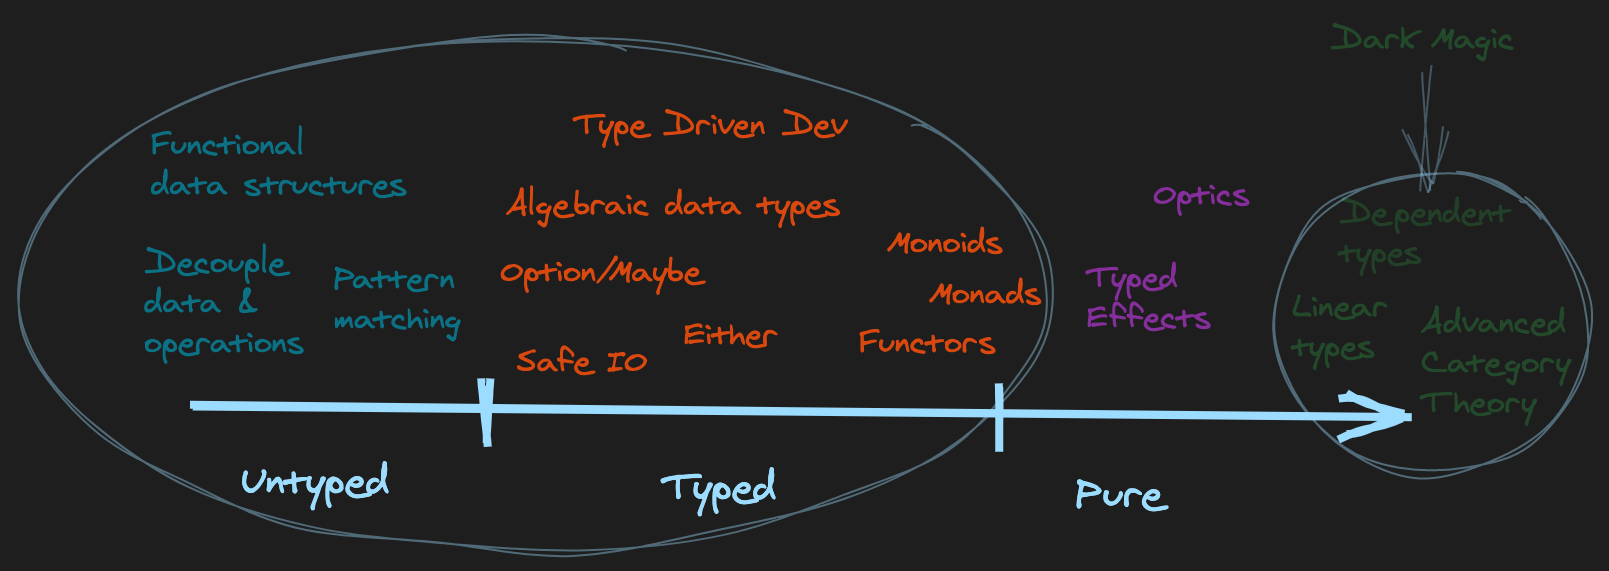 Dark Magic
Type Driven Dev
Functional
data structures
Algebraic data types
Optics
Dependent
types
Monoids
Decouple
data &
operations
Pattern
matching
Option/Maybe
Monads
Typed
Effects
Linear
types
Advanced
Category
Theory
Either
Functors
Safe IO
Untyped
Typed
Pure